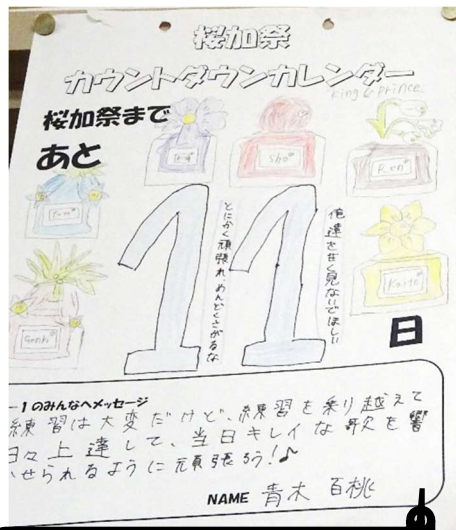 桜加祭
カウントダウンカレンダー
King & Prince
桜加祭まで
あと
sho
Ren
Kaito
11
日
俺達を甘く見ないでほしい
とにかく頑張れ、めんどくさがるな
-1のみんなへメッセージ
練習は大変だけど、練習を乗り越えて
日々上達して、当日キレイな歌を響
かせられるように頑張ろう!♪
NAME 青木 百桃